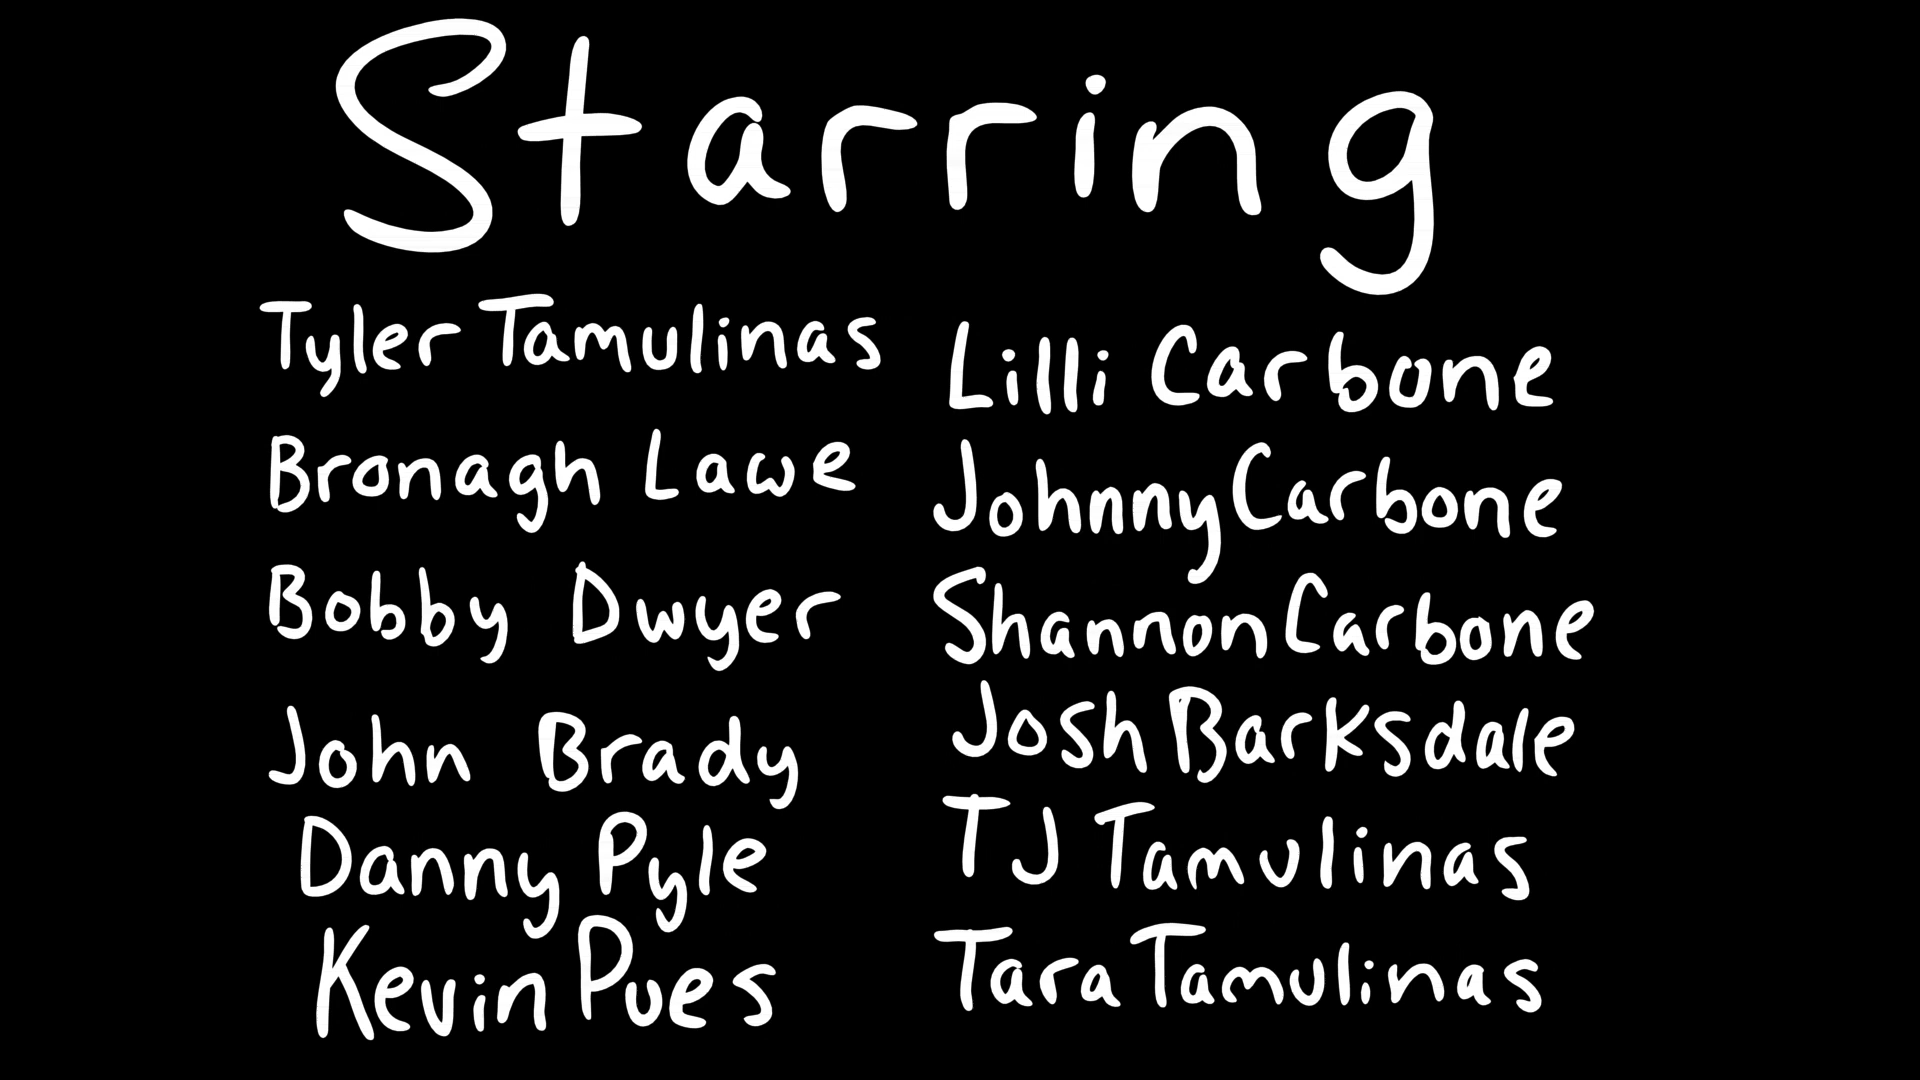 Starring
Tyler Tamulinas
Bronagh Lawe
Bobby Dwyer
John Brady
Danny Pyle
Kevin Pues
Lilli Carbone
Johnny Carbone
Shannon Carbone
Josh Barksdale
TJ Tamulinas
Tara Tamulinas